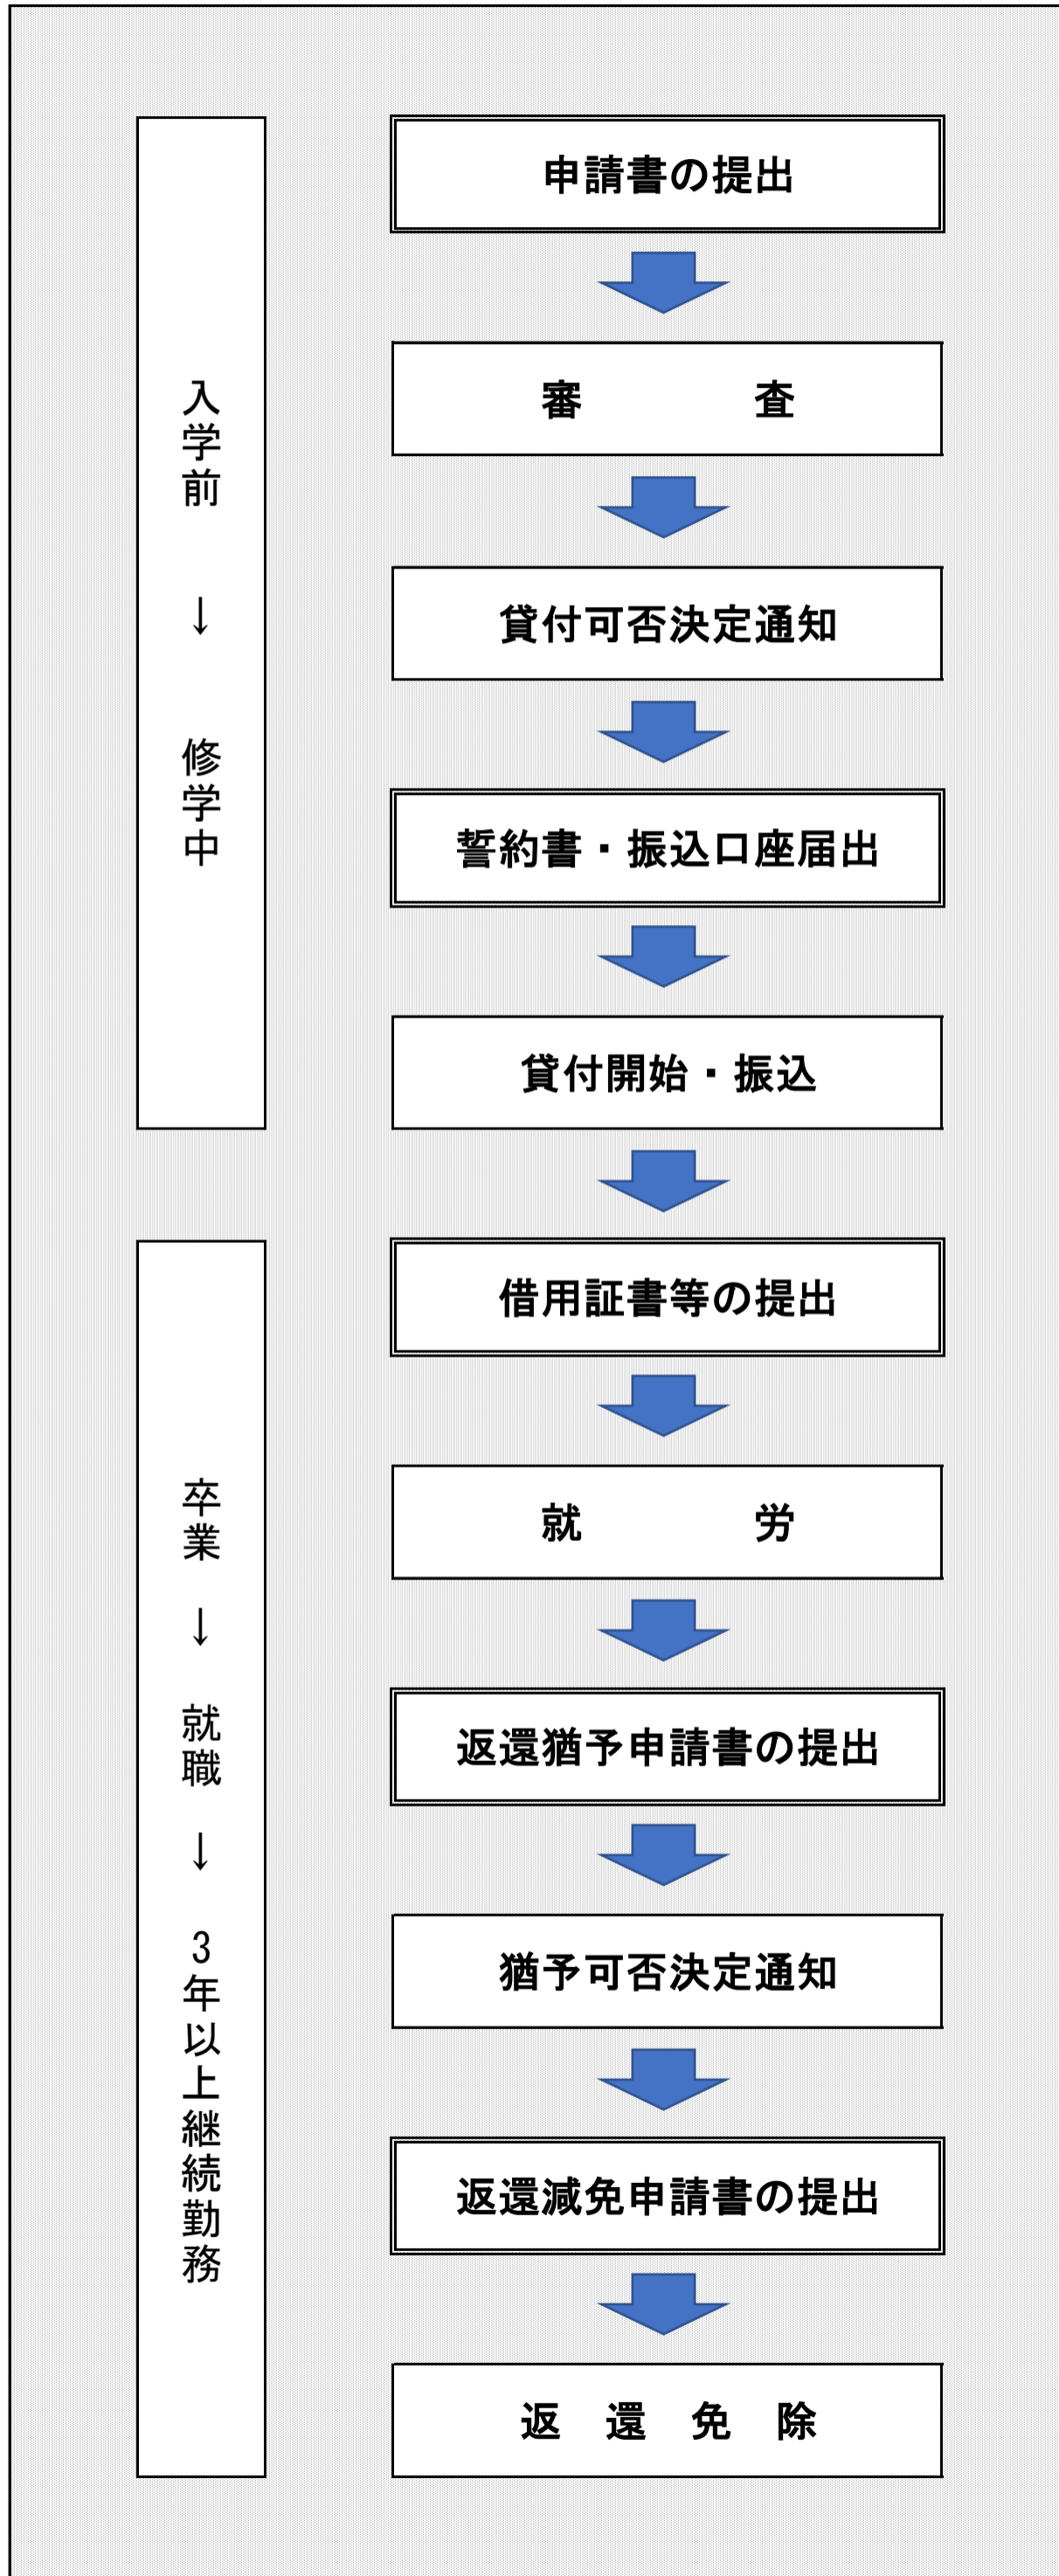 入学前　↓　修学中
申請書の提出
審　　　　査
貸付可否決定通知
誓約書・振込口座届出
貸付開始・振込
卒業　↓　就職　↓　3年以上継続勤務
借用証書等の提出
就　　　　労
返還猶予申請書の提出
猶予可否決定通知
返還減免申請書の提出
返　還　免　除